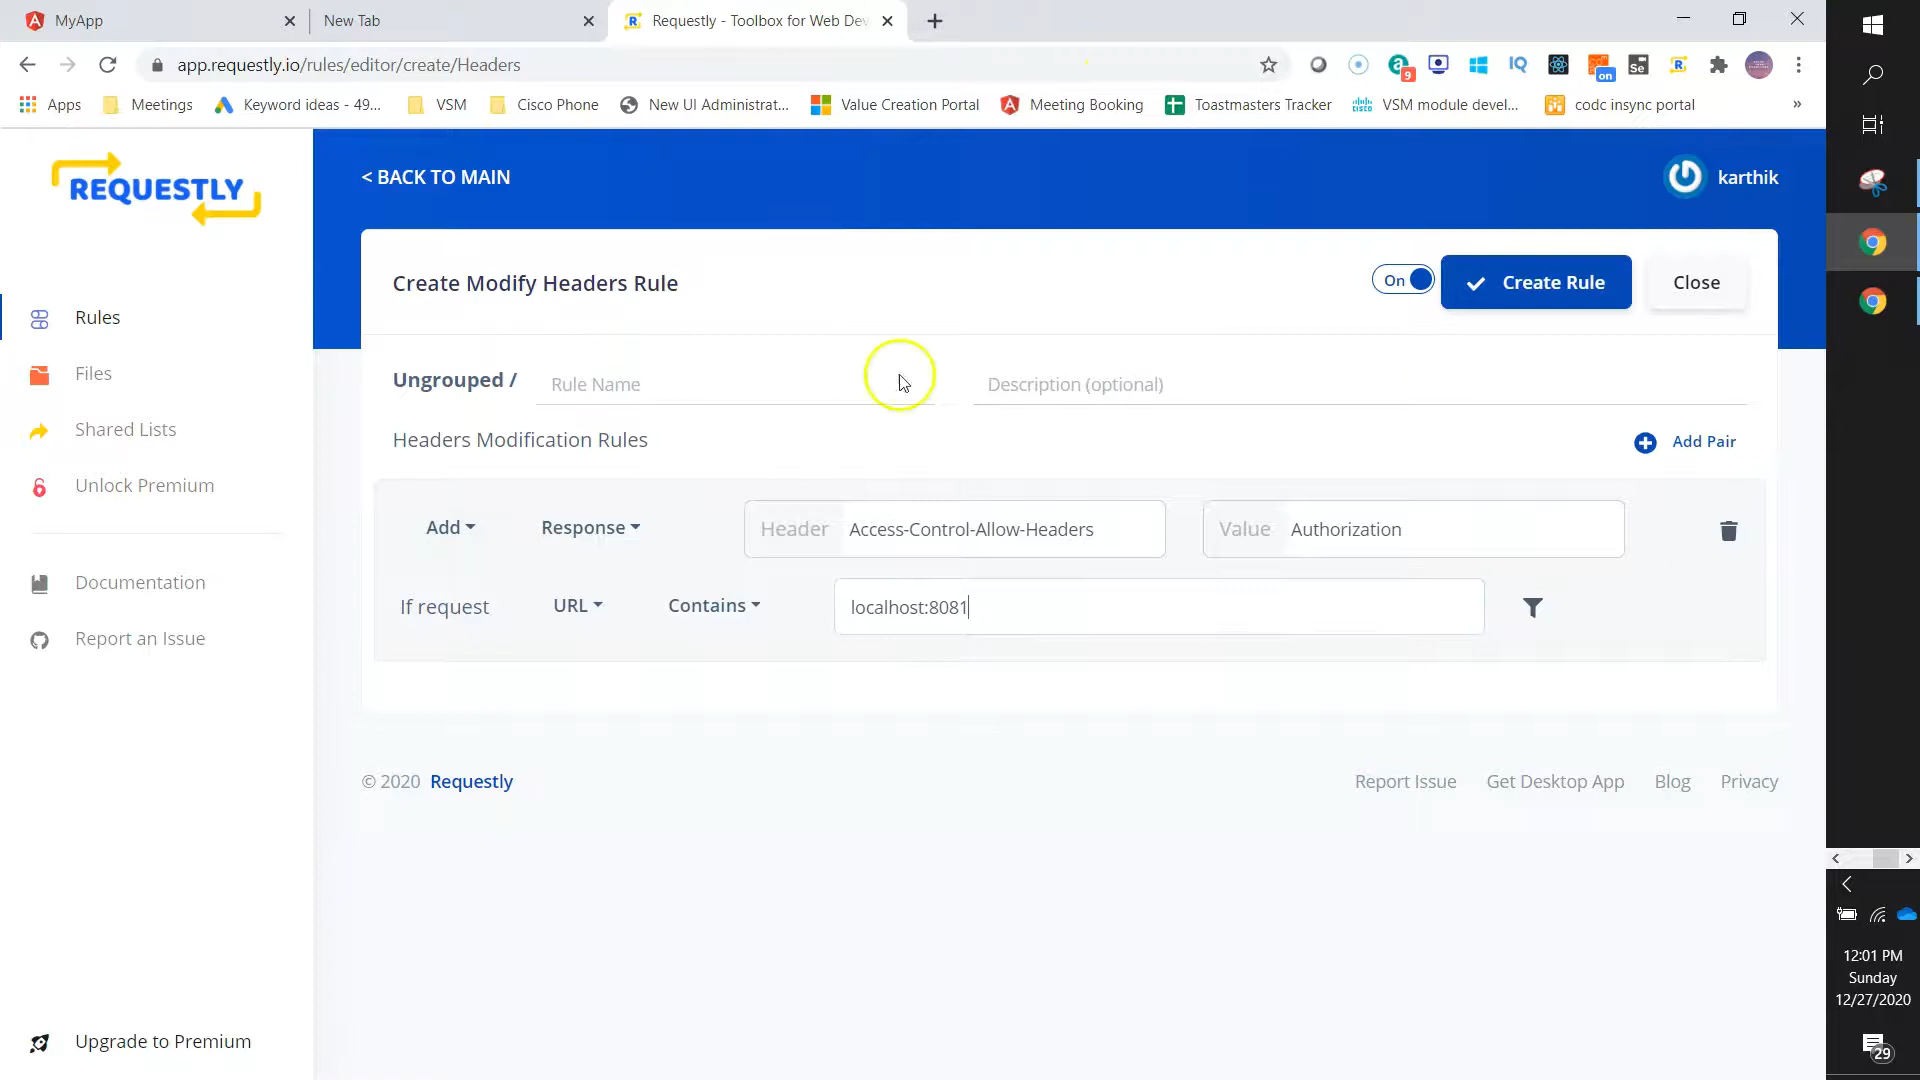 MyApp
New Tab
Requestly - Toolbox for Web Dev
app.requestly.io/rules/editor/create/Headers
9
IQ
on
Se
R
Apps
Meetings
Keyword ideas - 49...
VSM
Cisco Phone
New UI Administrat...
Value Creation Portal
Meeting Booking
Toastmasters Tracker
VSM module devel...
codc insync portal
»
REQUESTLY
< BACK TO MAIN
karthik
Create Modify Headers Rule
On
Create Rule
Close
Rules
Files
Shared Lists
Unlock Premium
Documentation
Report an Issue
Upgrade to Premium
Ungrouped /
Rule Name
Description (optional)
Headers Modification Rules
Add Pair
Add
Response
Header
Access-Control-Allow-Headers
Value
Authorization
If request
URL
Contains
localhost:8081
© 2020 Requestly
Report Issue
Get Desktop App
Blog
Privacy
12:01 PM
Sunday
12/27/2020
29